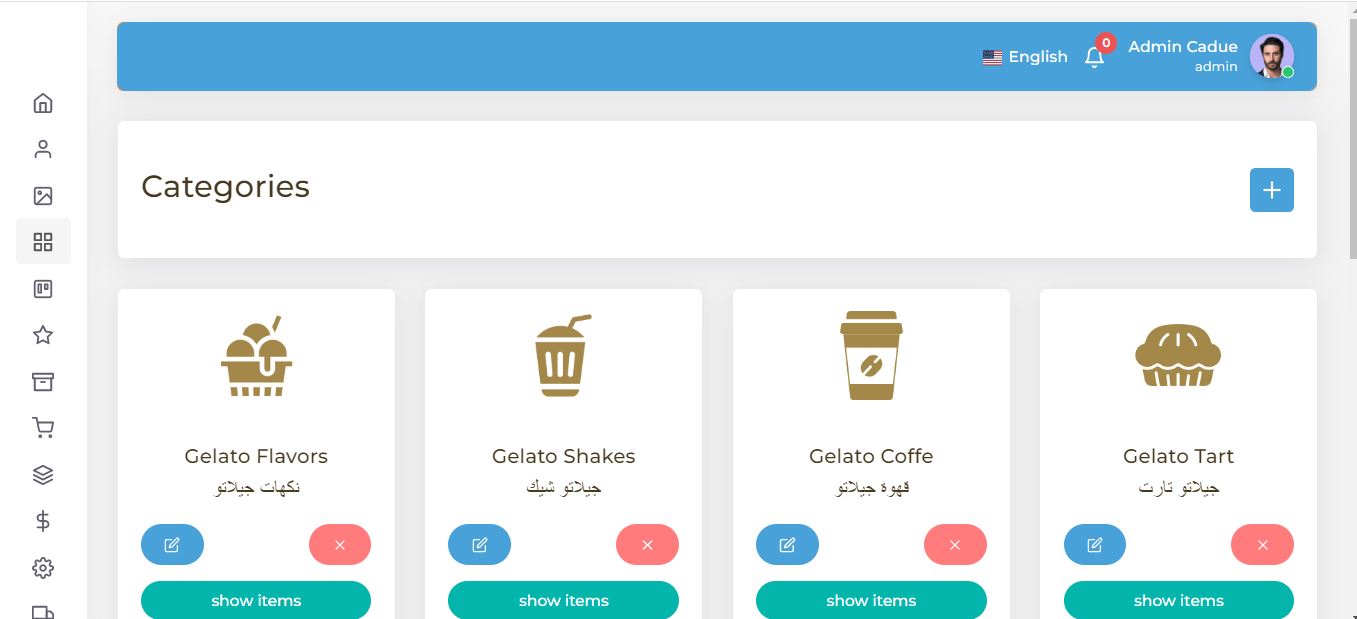 English
0
Admin Cadue
admin
Categories
Gelato Flavors
نكهات جيلاتو
Gelato Shakes
جيلاتو شيك
Gelato Coffe
قهوة جيلاتو
Gelato Tart
جيلاتو تارت
show items
show items
show items
show items